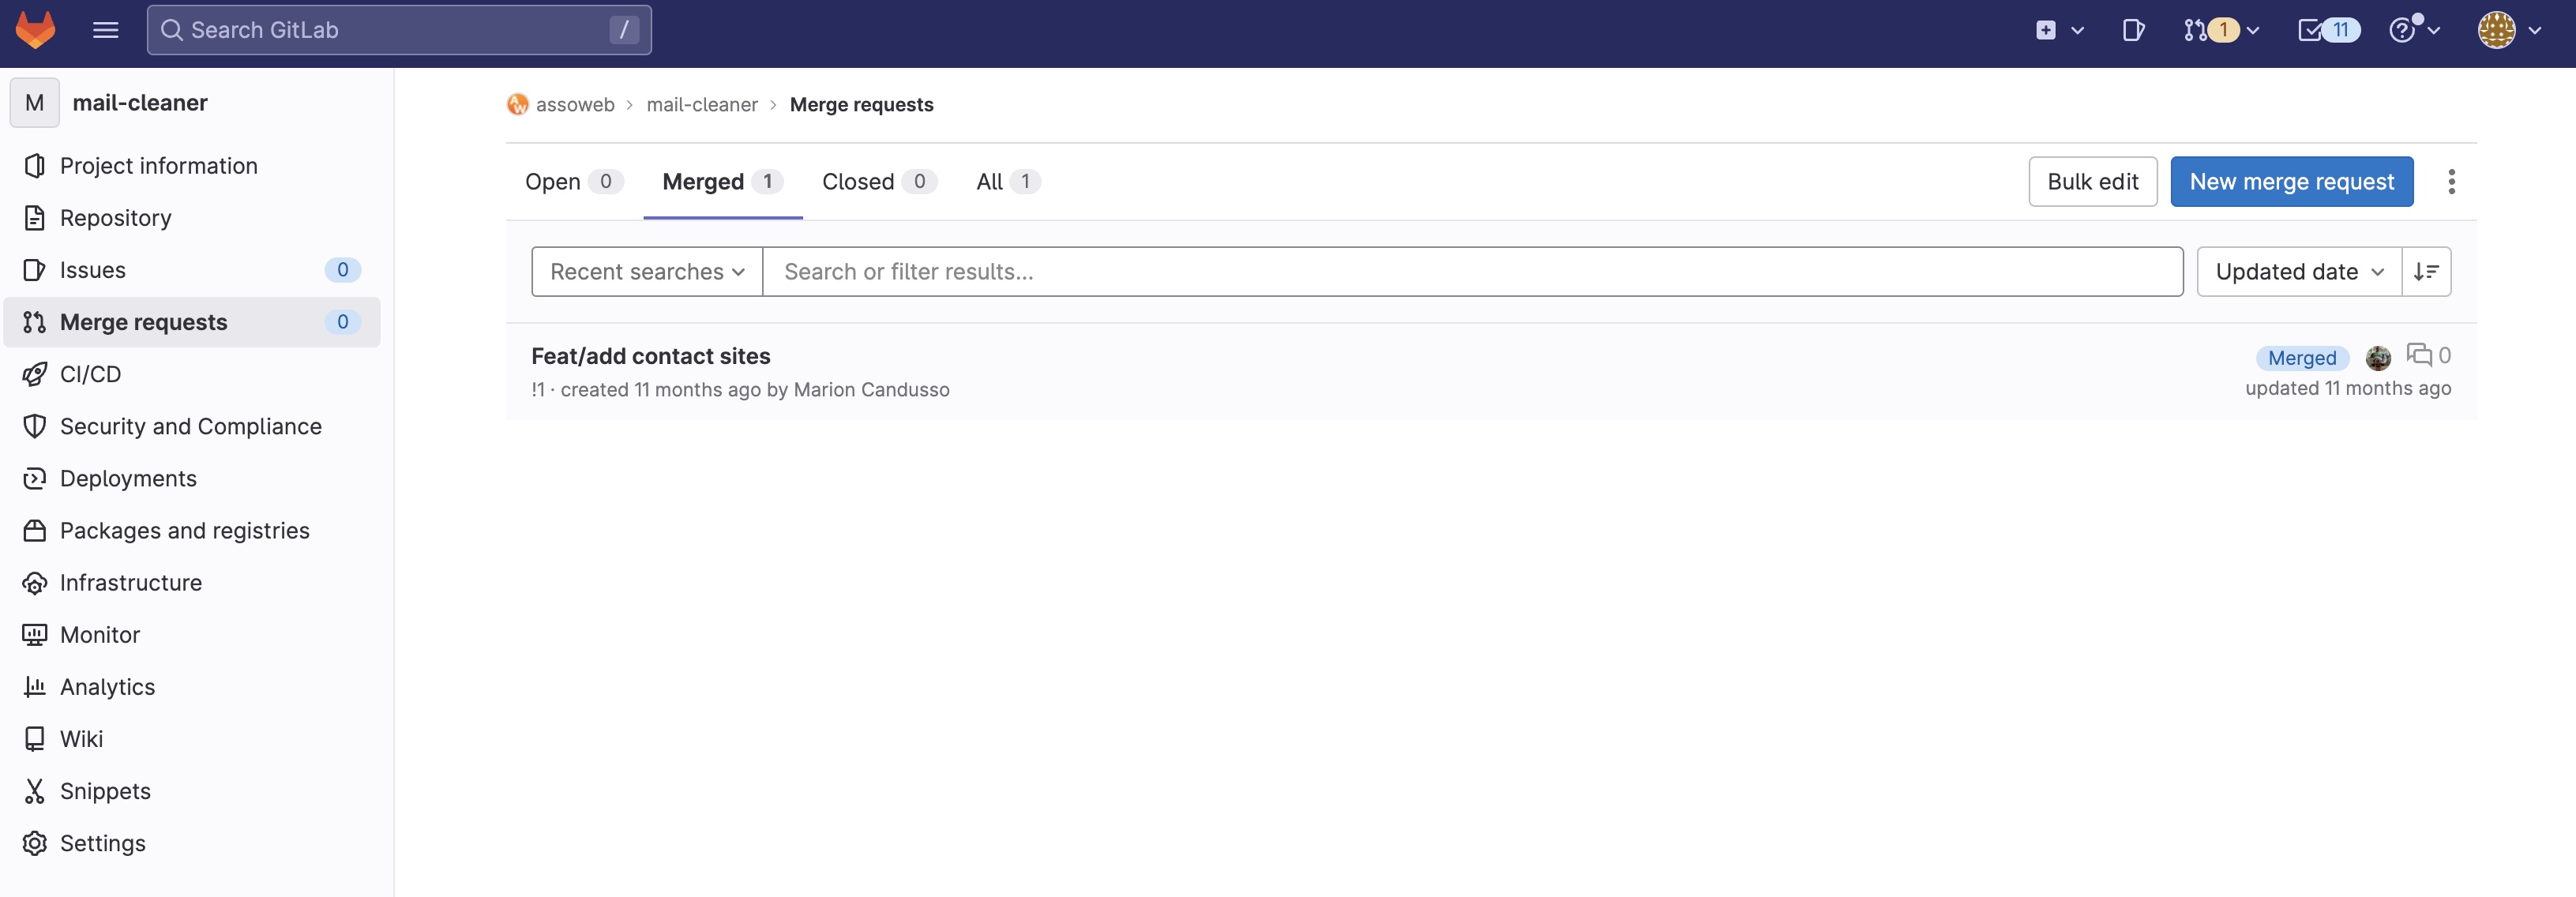 Search GitLab /
1
11
M mail-cleaner
Project information
Repository
Issues 0
Merge requests 0
CI/CD
Security and Compliance
Deployments
Packages and registries
Infrastructure
Monitor
Analytics
Wiki
Snippets
Settings
AW assoweb > mail-cleaner > Merge requests
Open 0 Merged 1 Closed 0 All 1
Bulk edit New merge request
Recent searches Search or filter results... Updated date
Feat/add contact sites
!1 · created 11 months ago by Marion Candusso
Merged 0
updated 11 months ago